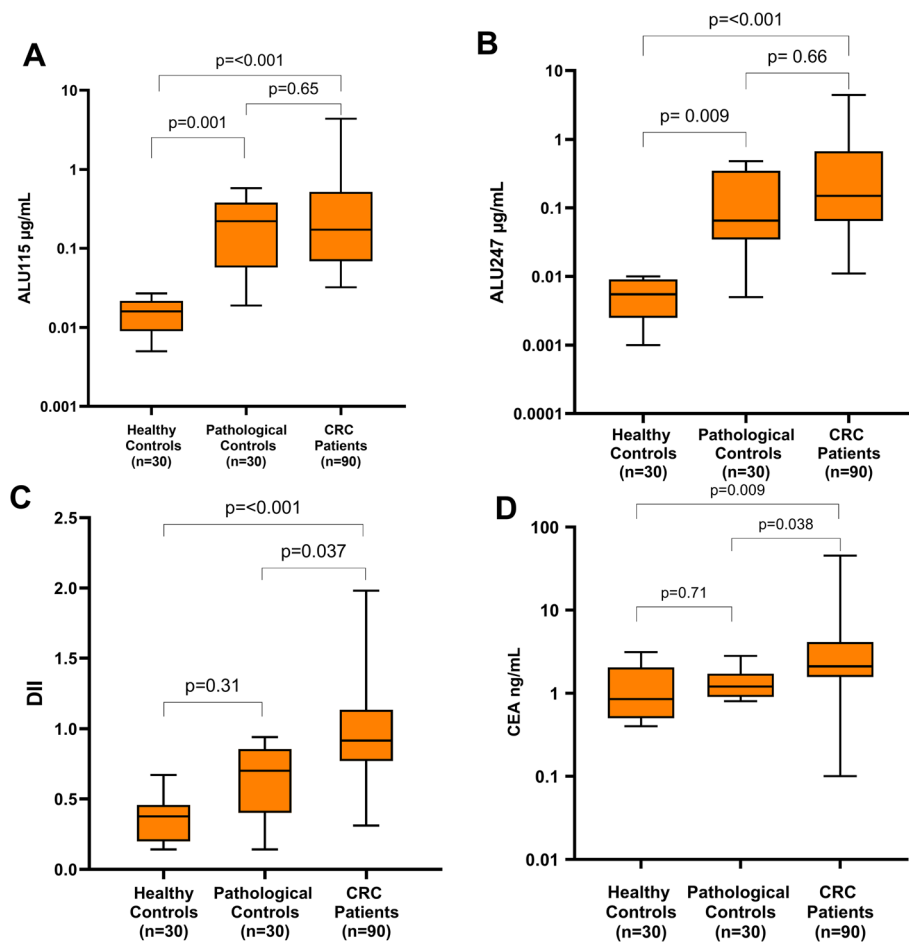 A
p=<0.001
p=0.65
p=0.001
ALU115 µg/mL
10
1
0.1
0.01
0.001
Healthy
Controls
(n=30)
Pathological
Controls
(n=30)
CRC
Patients
(n=90)
B
p=<0.001
p= 0.66
p= 0.009
ALU247 µg/mL
10
1
0.1
0.01
0.001
0.0001
Healthy
Controls
(n=30)
Pathological
Controls
(n=30)
CRC
Patients
(n=90)
C
p=<0.001
p=0.037
p=0.31
DII
2.5
2.0
1.5
1.0
0.5
0.0
Healthy
Controls
(n=30)
Pathological
Controls
(n=30)
CRC
Patients
(n=90)
D
p=0.009
p=0.038
p=0.71
CEA ng/mL
100
10
1
0.1
0.01
Healthy
Controls
(n=30)
Pathological
Controls
(n=30)
CRC
Patients
(n=90)